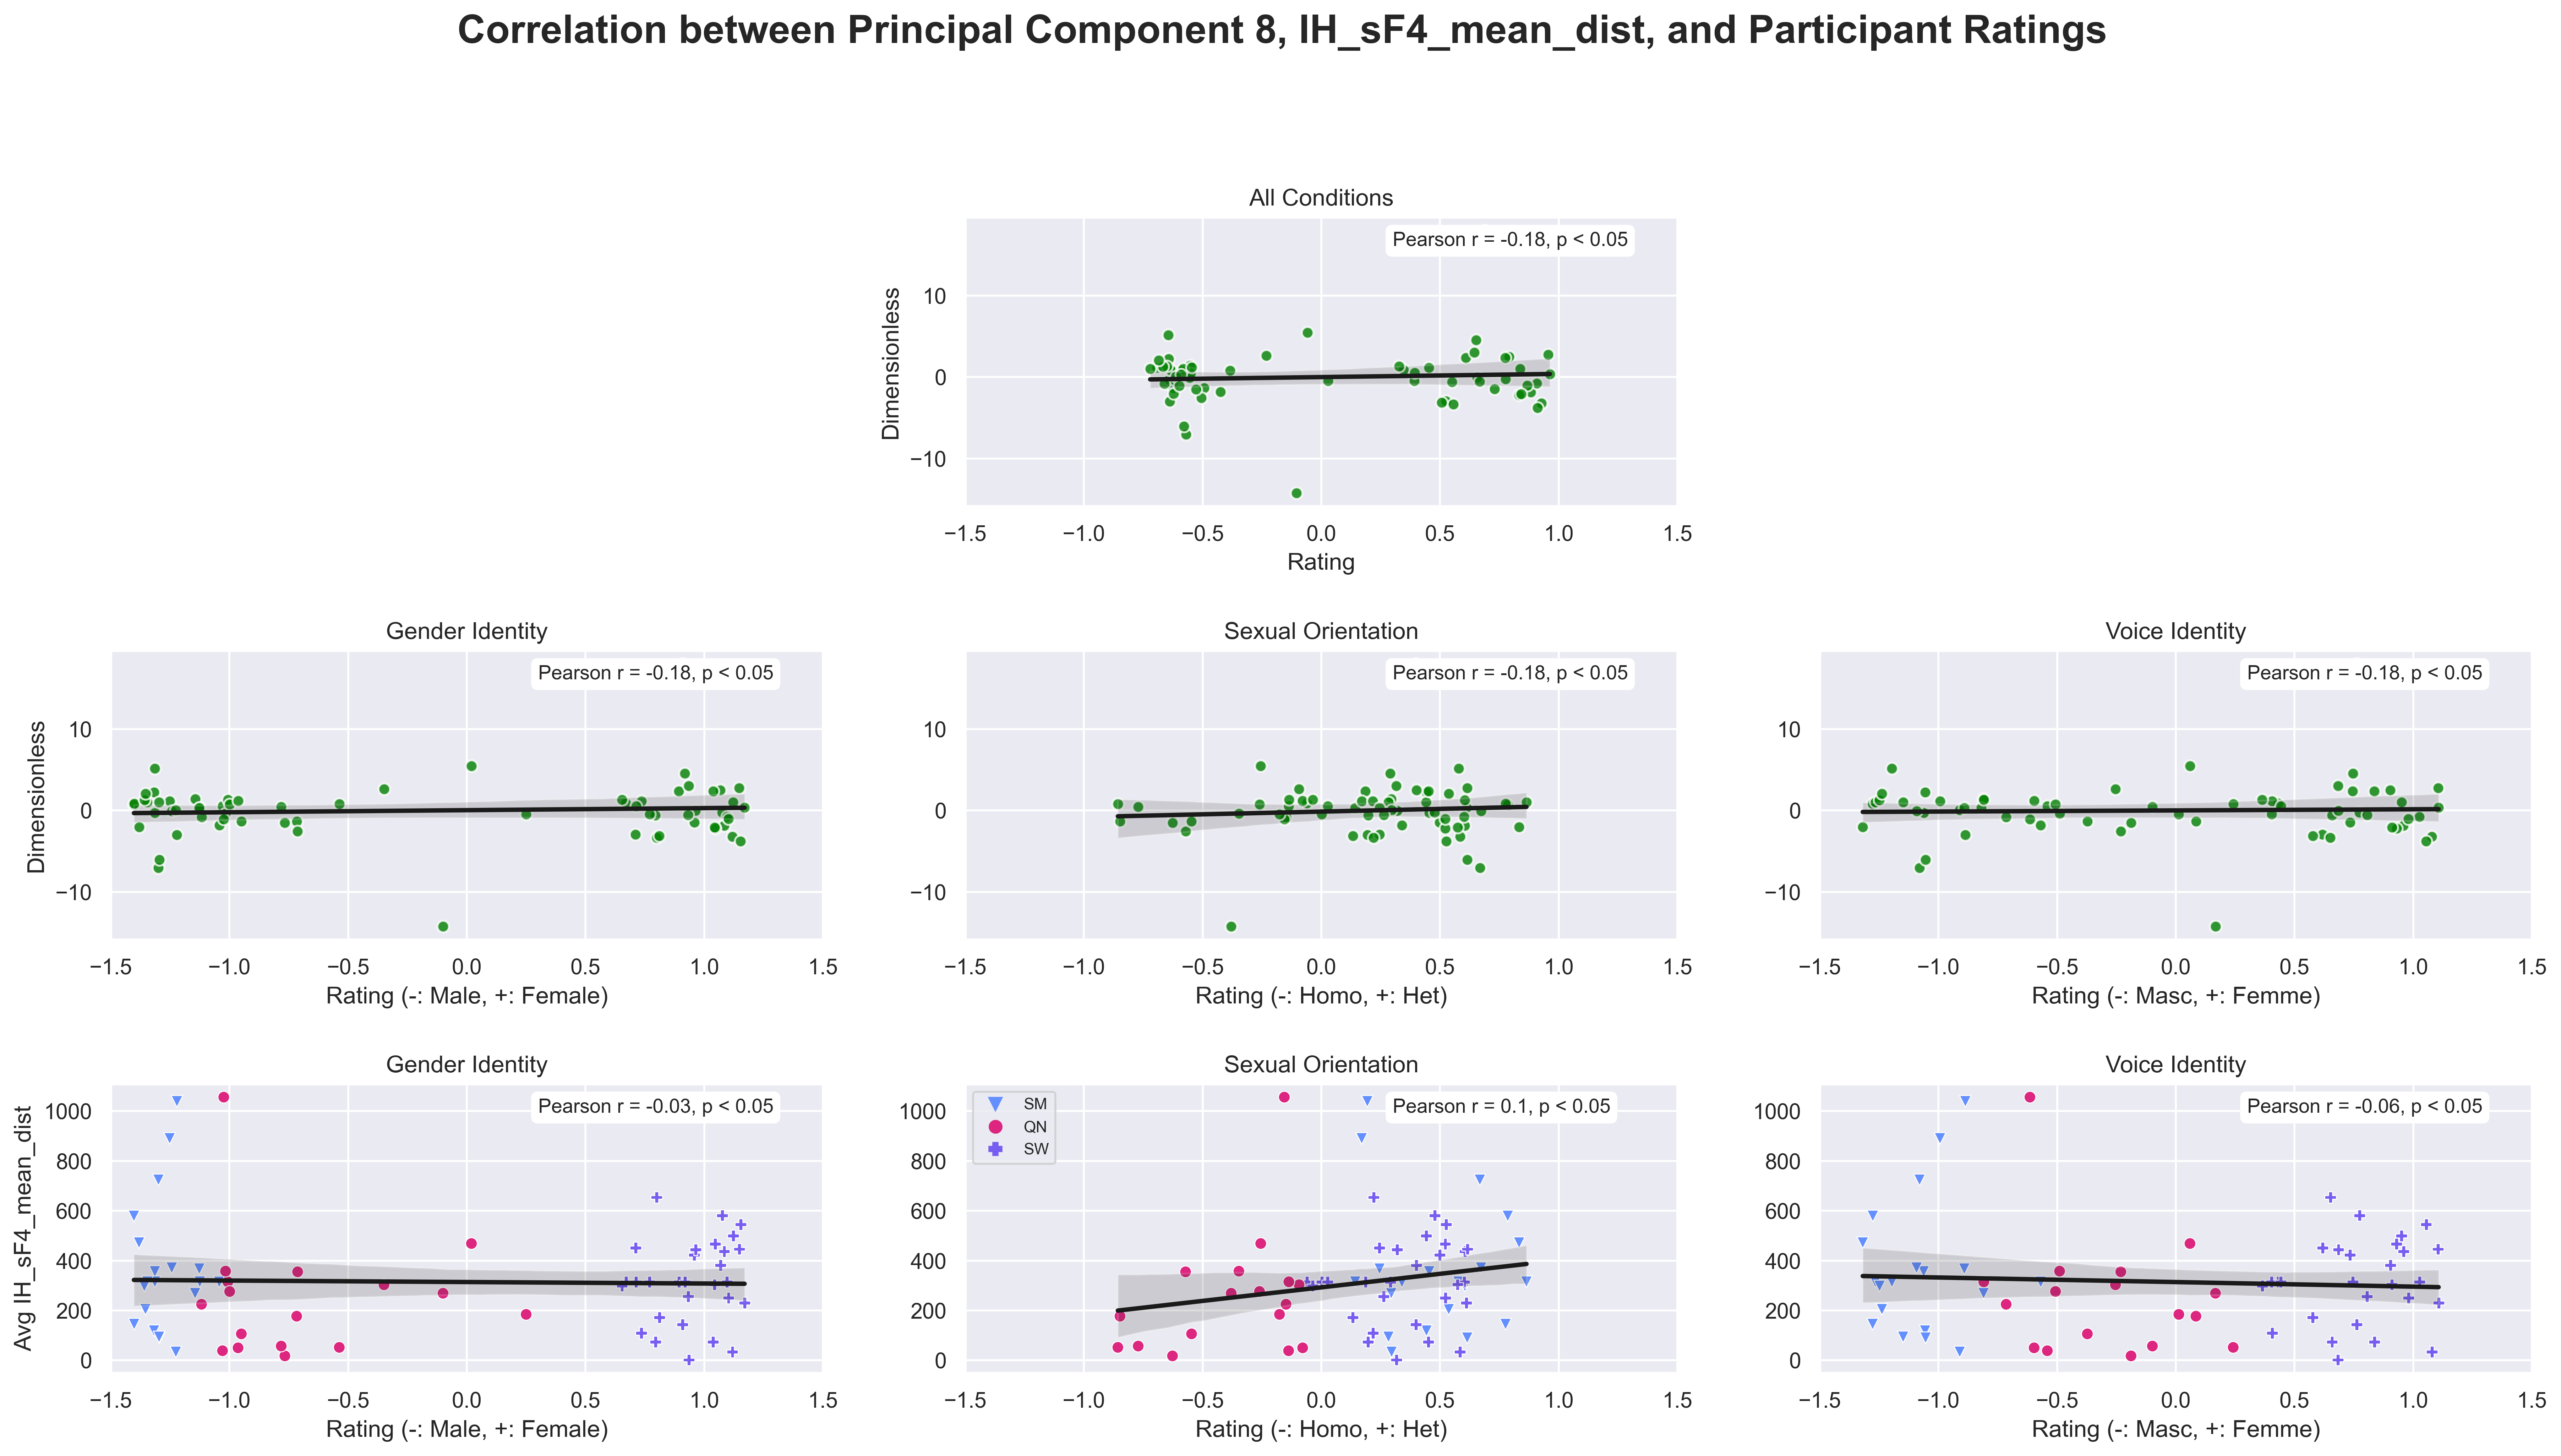 Correlation between Principal Component 8, IH_sF4_mean_dist, and Participant Ratings
All Conditions
Pearson r = -0.18, p < 0.05
Dimensionless
10
0
−10
−1.5 −1.0 −0.5 0.0 0.5 1.0 1.5
Rating
Gender Identity
Pearson r = -0.18, p < 0.05
Dimensionless
10
0
−10
−1.5 −1.0 −0.5 0.0 0.5 1.0 1.5
Rating (-: Male, +: Female)
Sexual Orientation
Pearson r = -0.18, p < 0.05
10
0
−10
−1.5 −1.0 −0.5 0.0 0.5 1.0 1.5
Rating (-: Homo, +: Het)
Voice Identity
Pearson r = -0.18, p < 0.05
10
0
−10
−1.5 −1.0 −0.5 0.0 0.5 1.0 1.5
Rating (-: Masc, +: Femme)
Gender Identity
Pearson r = -0.03, p < 0.05
Avg IH_sF4_mean_dist
1000
800
600
400
200
0
−1.5 −1.0 −0.5 0.0 0.5 1.0 1.5
Rating (-: Male, +: Female)
Sexual Orientation
SM
QN
SW
Pearson r = 0.1, p < 0.05
1000
800
600
400
200
0
−1.5 −1.0 −0.5 0.0 0.5 1.0 1.5
Rating (-: Homo, +: Het)
Voice Identity
Pearson r = -0.06, p < 0.05
1000
800
600
400
200
0
−1.5 −1.0 −0.5 0.0 0.5 1.0 1.5
Rating (-: Masc, +: Femme)